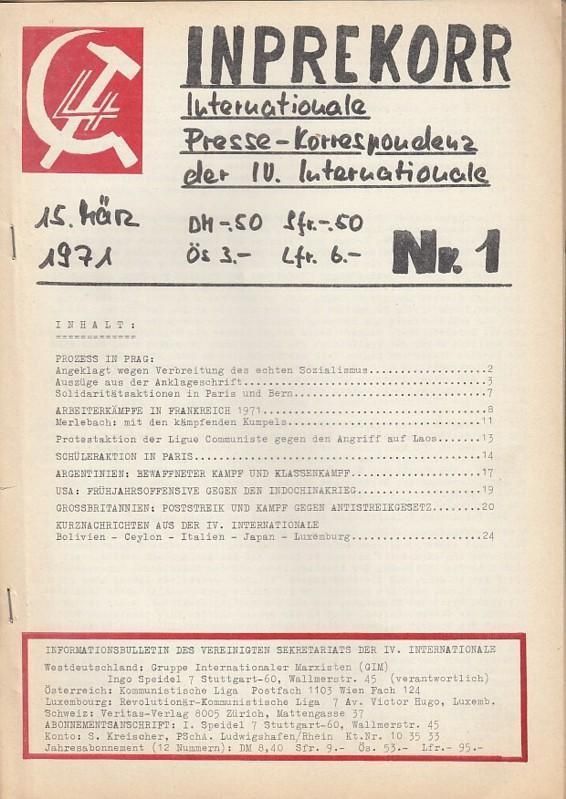 INPREKORR
Internationale
Presse-Korrespondenz
der IV. Internationale
15. März
1971
DM -.50 Sfr. -.50
Ös 3.- Lfr. 6.-
Nr. 1
4
INHALT:
PROZESS IN PRAG:
Angeklagt wegen Verbreitung des echten Sozialismus....................2
Auszüge aus der Anklageschrift..........................................3
Solidaritätsaktionen in Paris und Bern................................7
ARBEITERKÄMPFE IN FRANKREICH 1971.....................................8
Merlebach: mit den kämpfenden Kumpels.................................11
Protestaktion der Ligue Communiste gegen den Angriff auf Laos........13
SCHÜLERAKTION IN PARIS................................................14
ARGENTINIEN: BEWAFFNETER KAMPF UND KLASSENKAMPF......................17
USA: FRÜHJAHRSOFFENSIVE GEGEN DEN INDOCHINAKRIEG.....................19
GROSSBRITANNIEN: POSTSTREIK UND KAMPF GEGEN ANTISTREIKGESETZ.........20
KURZNACHRICHTEN AUS DER IV. INTERNATIONALE
Bolivien - Ceylon - Italien - Japan - Luxemburg......................24
INFORMATIONSBULLETIN DES VEREINIGTEN SEKRETARIATS DER IV. INTERNATIONALE
Westdeutschland: Gruppe Internationaler Marxisten (GIM)
Ingo Speidel 7 Stuttgart-60, Wallmerstr. 45 (verantwortlich)
Österreich: Kommunistische Liga Postfach 1103 Wien Fach 124
Luxembourg: Revolutionär-Kommunistische Liga 7 Av. Victor Hugo, Luxemb.
Schweiz: Veritas-Verlag 8005 Zürich, Mattengasse 37
ABONNEMENTSANSCHRIFT: I. Speidel 7 Stuttgart-60, Wallmerstr. 45
Konto: S. Kreischer, PSchA. Ludwigshafen/Rhein Kt.Nr. 10 35 33
Jahresabonnement (12 Nummern): DM 8,40 Sfr. 9.- Ös. 53.- Lfr.- 95.-